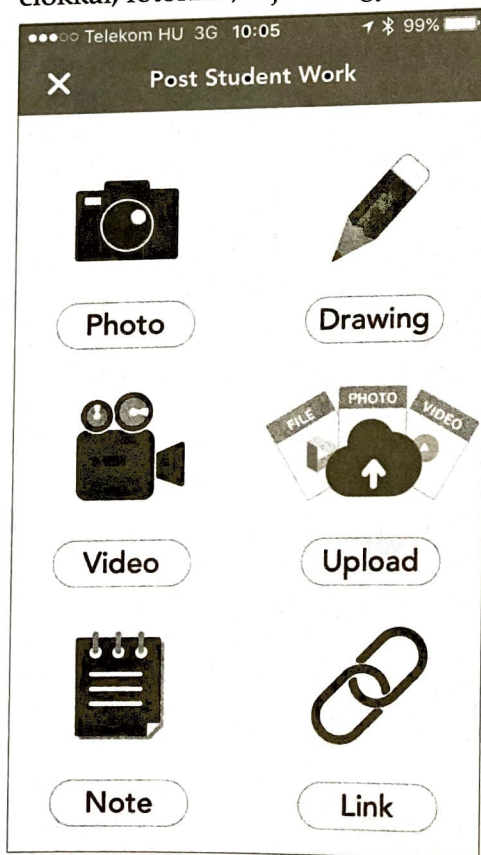 Telekom HU 3G 10:05 99%
Post Student Work
Photo
Drawing
FILE
PHOTO
VIDEO
Video
Upload
Note
Link